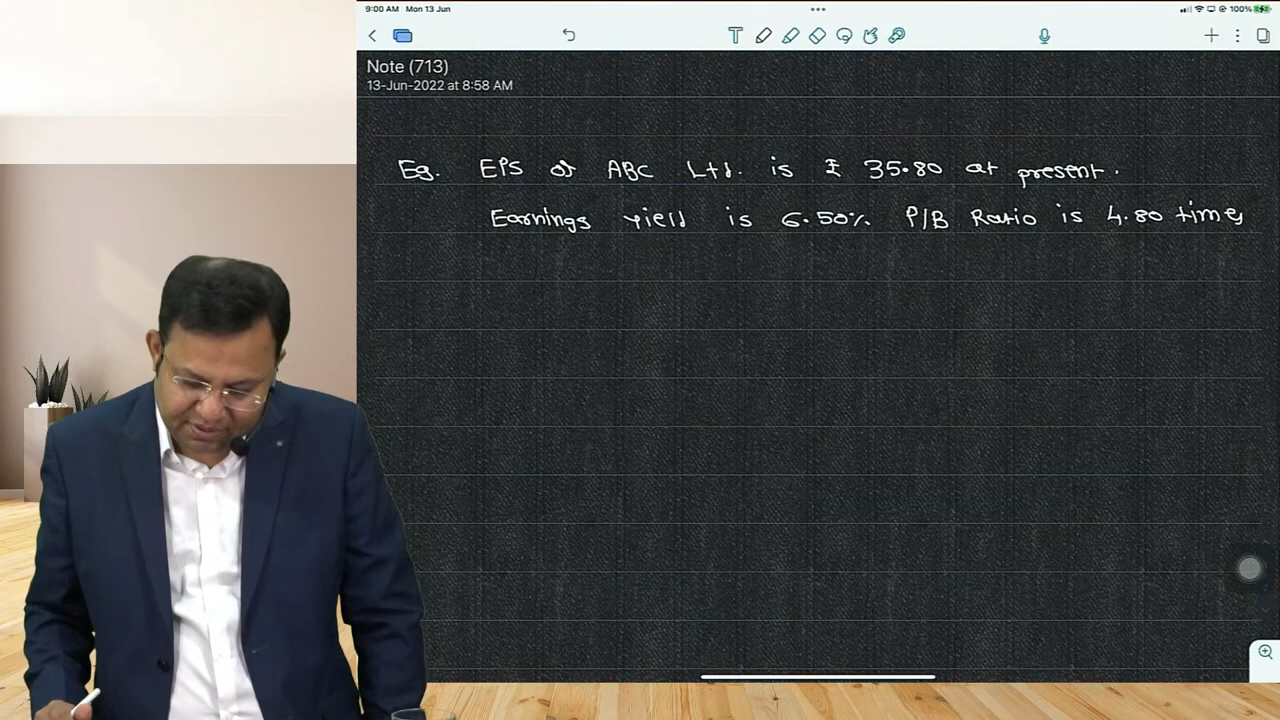 9:00 AM Mon 13 Jun
100%
Note (713)
13-Jun-2022 at 8:58 AM
Eg. EPS of ABC Ltd. is ₹ 35.80 at present.
Earnings Yield is 6.50% P/B Ratio is 4.80 times